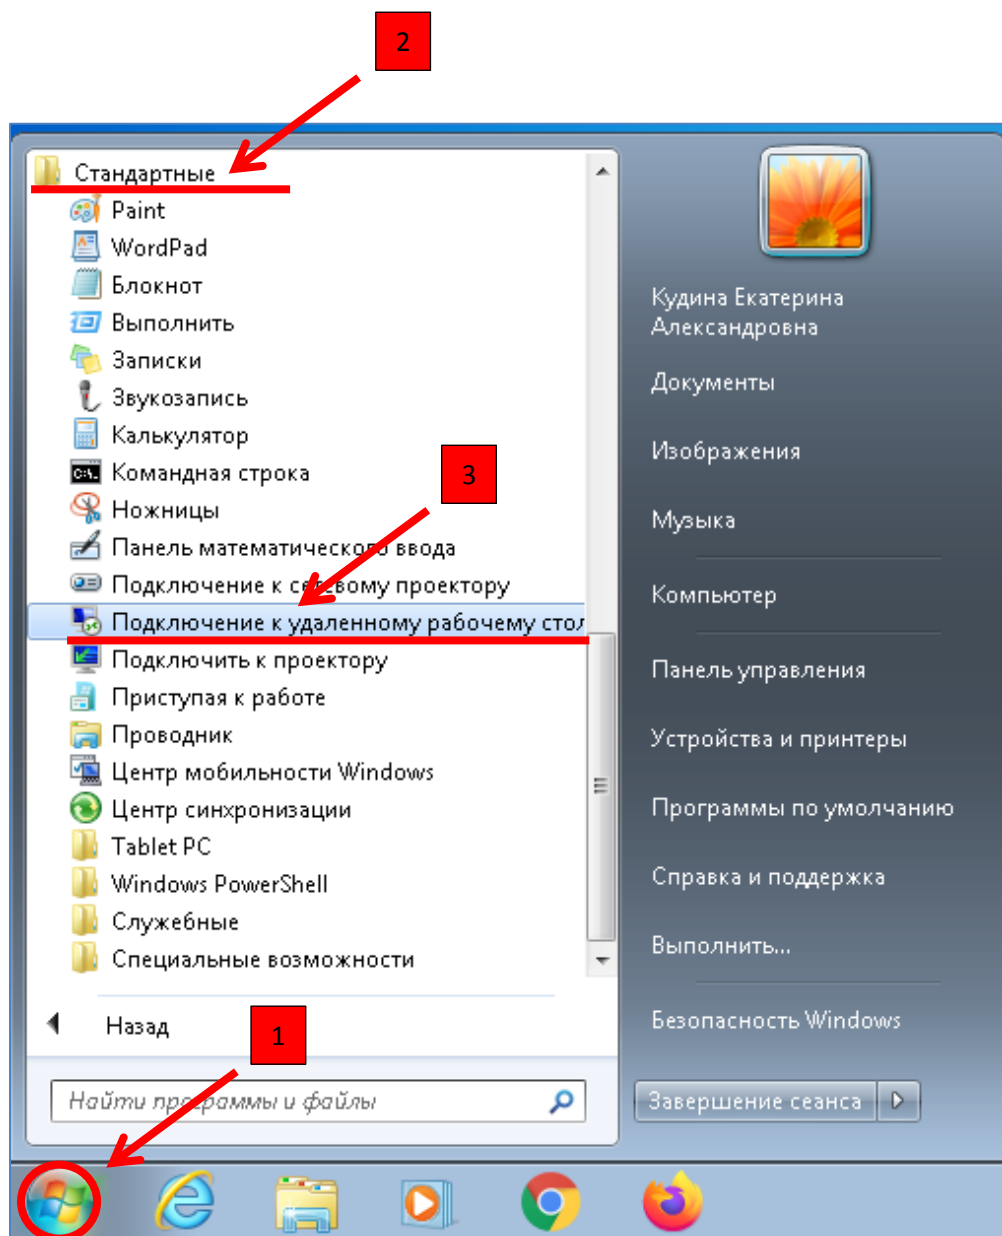 2
Стандартные
Paint
WordPad
Блокнот
Выполнить
Записки
Звукозапись
Калькулятор
Командная строка
3
Ножницы
Панель математического ввода
Подключение к сетевому проектору
Подключение к удаленному рабочему стол
Подключить к проектору
Приступая к работе
Проводник
Центр мобильности Windows
Центр синхронизации
Tablet PC
Windows PowerShell
Служебные
Специальные возможности
Назад
1
Найти программы и файлы
Кудина Екатерина
Александровна
Документы
Изображения
Музыка
Компьютер
Панель управления
Устройства и принтеры
Программы по умолчанию
Справка и поддержка
Выполнить...
Безопасность Windows
Завершение сеанса